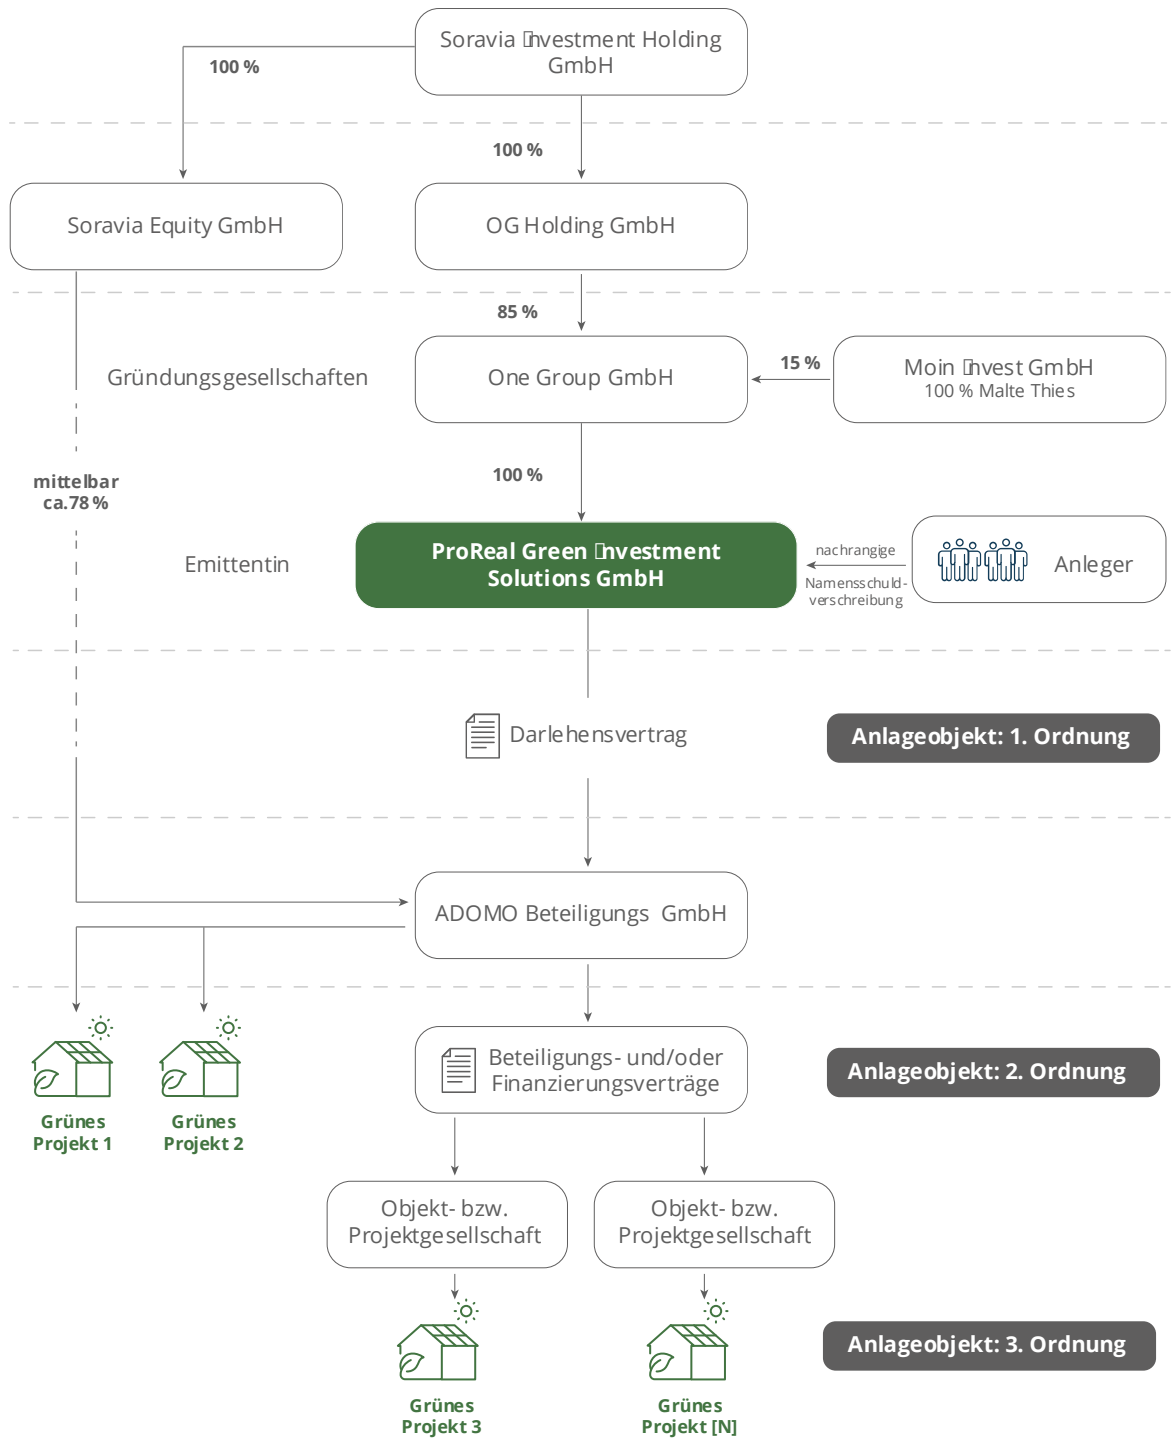 Soravia Investment Holding
GmbH
100 %
100 %
Soravia Equity GmbH
OG Holding GmbH
85 %
Gründungsgesellschaften
One Group GmbH
15 %
Moin Invest GmbH
100 % Malte Thies
100 %
mittelbar
ca.78 %
Emittentin
ProReal Green Investment
Solutions GmbH
nachrangige
Namensschuld-
verschreibung
Anleger
Darlehensvertrag
Anlageobjekt: 1. Ordnung
ADOMO Beteiligungs GmbH
Beteiligungs- und/oder
Finanzierungsverträge
Anlageobjekt: 2. Ordnung
Grünes
Projekt 1
Grünes
Projekt 2
Objekt- bzw.
Projektgesellschaft
Objekt- bzw.
Projektgesellschaft
Anlageobjekt: 3. Ordnung
Grünes
Projekt 3
Grünes
Projekt [N]